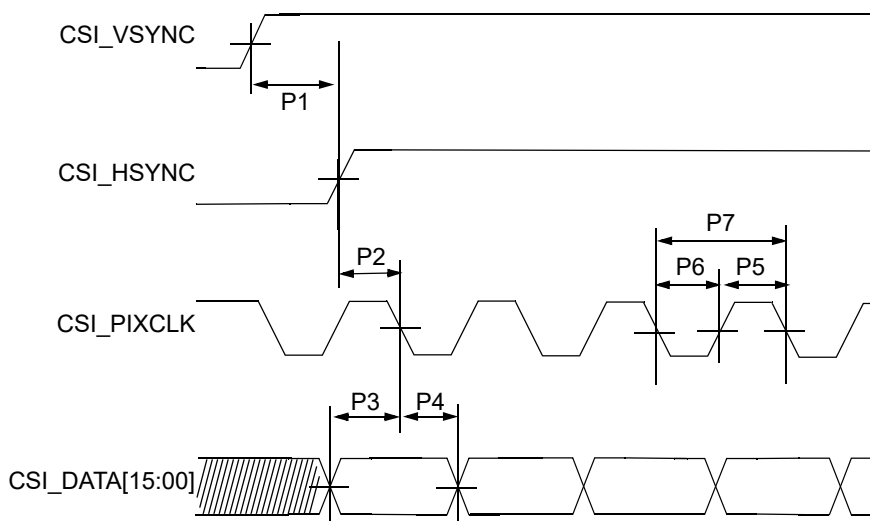 CSI_VSYNC
P1
CSI_HSYNC
P2
P7
P6
P5
CSI_PIXCLK
P3
P4
CSI_DATA[15:00]